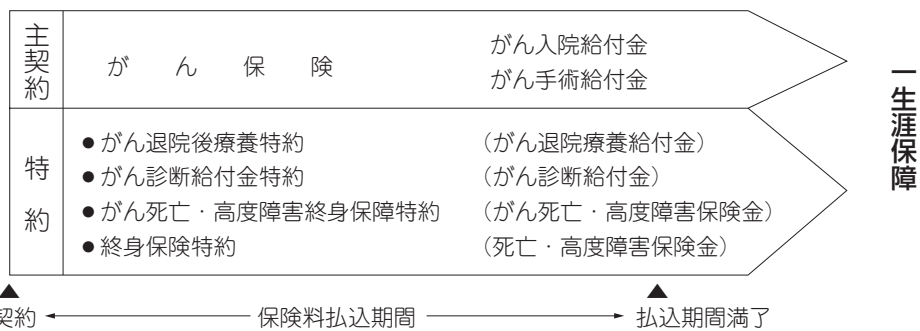 主契約
がん保険
がん入院給付金
がん手術給付金
特約
●がん退院後療養特約 (がん退院療養給付金)
●がん診断給付金特約 (がん診断給付金)
●がん死亡・高度障害終身保障特約 (がん死亡・高度障害保険金)
●終身保険特約 (死亡・高度障害保険金)
一生涯保障
契約 保険料払込期間 払込期間満了